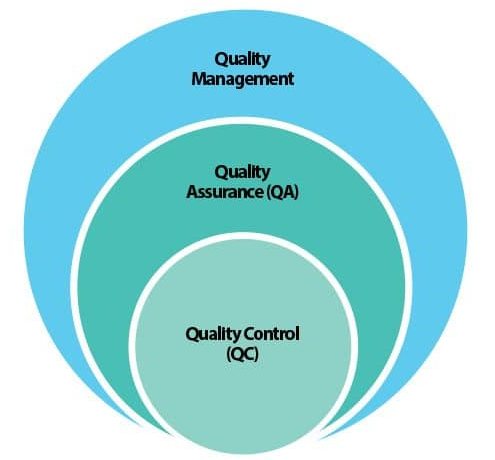 Quality
Management
Quality
Assurance (QA)
Quality Control
(QC)